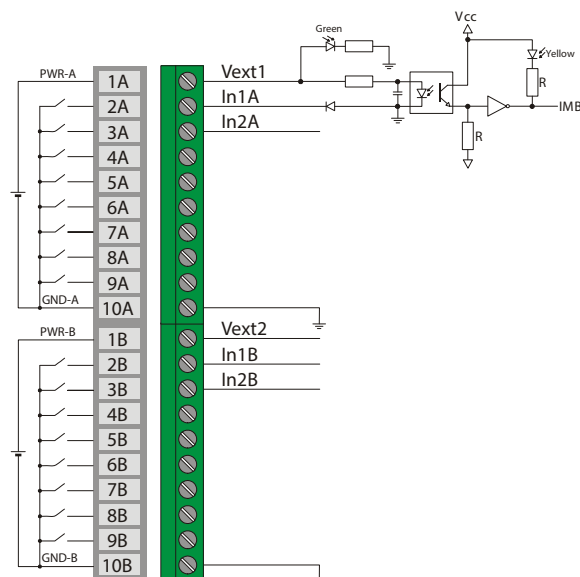 Vcc
Green
Yellow
PWR-A
1A
Vext1
R
2A
In1A
IMB
3A
In2A
R
4A
5A
6A
7A
8A
9A
GND-A
10A
PWR-B
1B
Vext2
2B
In1B
3B
In2B
4B
5B
6B
7B
8B
9B
GND-B
10B